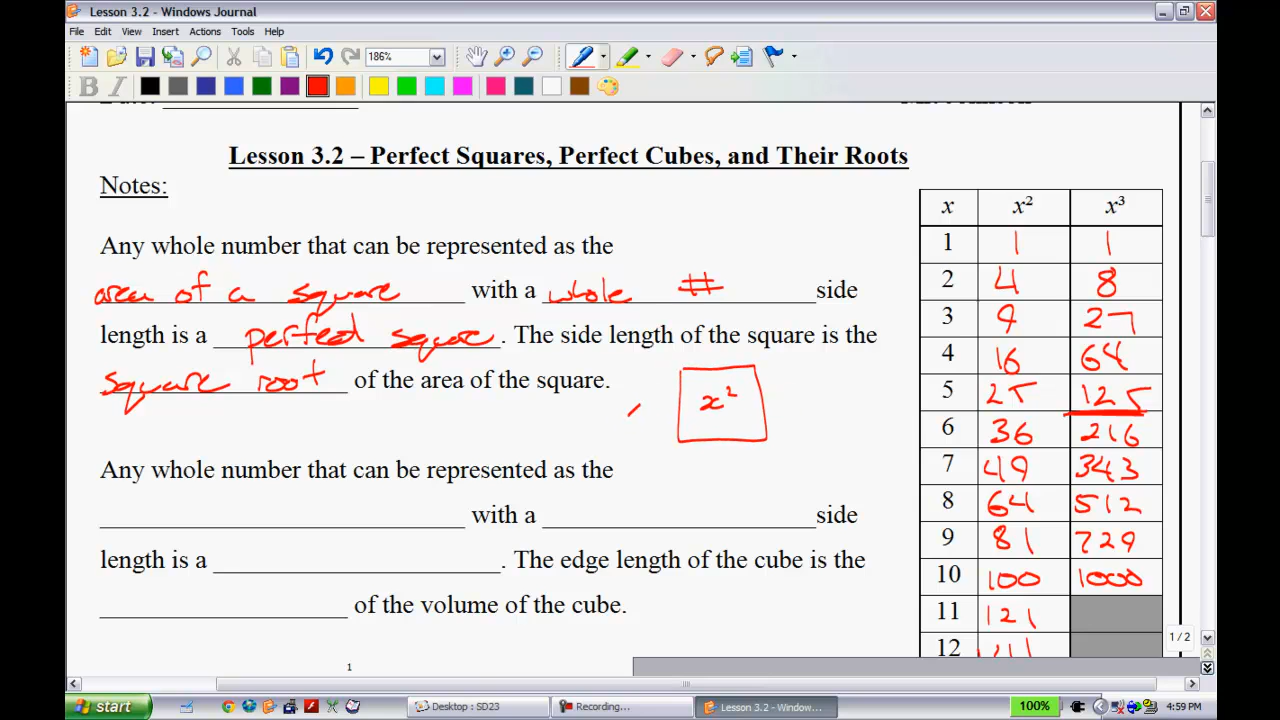 Lesson 3.2 - Windows Journal
File Edit View Insert Actions Tools Help
186%
B I
Lesson 3.2 – Perfect Squares, Perfect Cubes, and Their Roots
Notes:
Any whole number that can be represented as the
area of a square with a whole # side
length is a perfect square. The side length of the square is the
square root of the area of the square.
x²
Any whole number that can be represented as the
____ with a ____ side
length is a ____. The edge length of the cube is the
____ of the volume of the cube.
1
x x² x³
1 1 1
2 4 8
3 9 27
4 16 64
5 25 125
6 36 216
7 49 343
8 64 512
9 81 729
10 100 1000
11 121
12
1 / 2
start Desktop : SD23 Recording... Lesson 3.2 - Window... 100% 4:59 PM